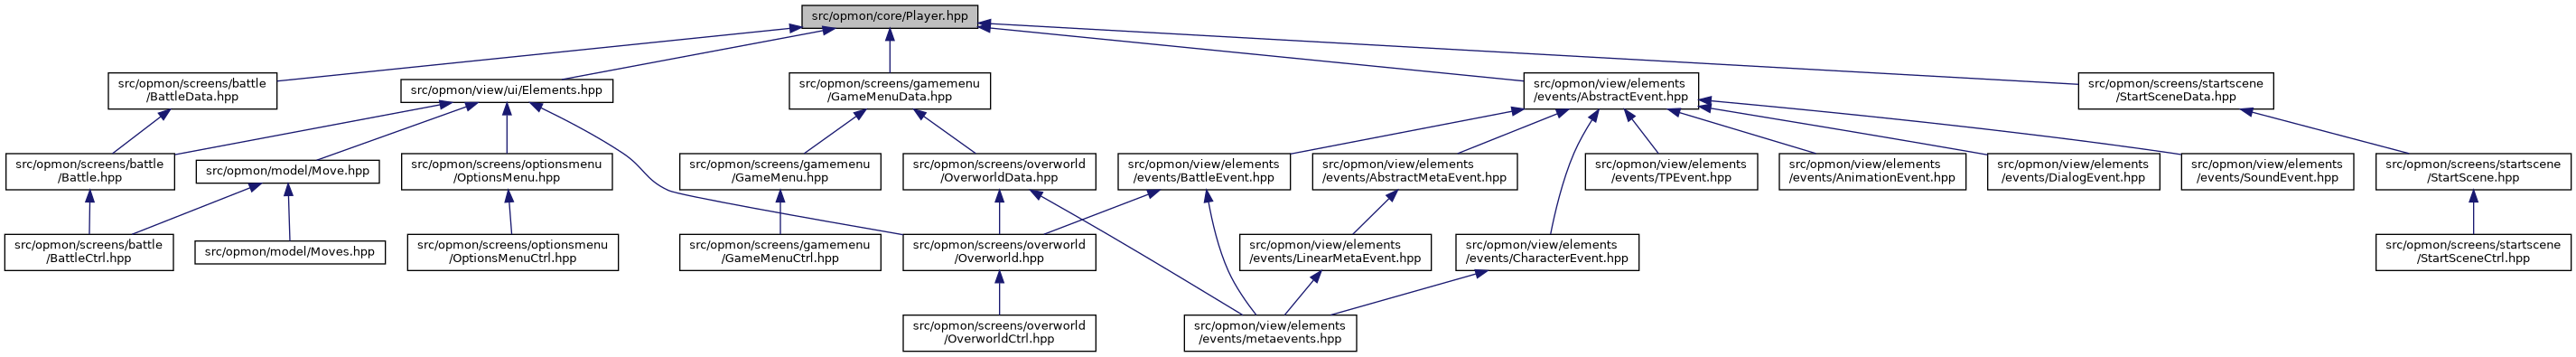 src/opmon/core/Player.hpp
src/opmon/screens/battle
/BattleData.hpp
src/opmon/view/ui/Elements.hpp
src/opmon/screens/gamemenu
/GameMenuData.hpp
src/opmon/view/elements
/events/AbstractEvent.hpp
src/opmon/screens/startscene
/StartSceneData.hpp
src/opmon/screens/battle
/Battle.hpp
src/opmon/model/Move.hpp
src/opmon/screens/optionsmenu
/OptionsMenu.hpp
src/opmon/screens/gamemenu
/GameMenu.hpp
src/opmon/screens/overworld
/OverworldData.hpp
src/opmon/view/elements
/events/BattleEvent.hpp
src/opmon/view/elements
/events/AbstractMetaEvent.hpp
src/opmon/view/elements
/events/TPEvent.hpp
src/opmon/view/elements
/events/AnimationEvent.hpp
src/opmon/view/elements
/events/DialogEvent.hpp
src/opmon/view/elements
/events/SoundEvent.hpp
src/opmon/screens/startscene
/StartScene.hpp
src/opmon/screens/battle
/BattleCtrl.hpp
src/opmon/model/Moves.hpp
src/opmon/screens/optionsmenu
/OptionsMenuCtrl.hpp
src/opmon/screens/gamemenu
/GameMenuCtrl.hpp
src/opmon/screens/overworld
/Overworld.hpp
src/opmon/view/elements
/events/LinearMetaEvent.hpp
src/opmon/view/elements
/events/CharacterEvent.hpp
src/opmon/screens/startscene
/StartSceneCtrl.hpp
src/opmon/screens/overworld
/OverworldCtrl.hpp
src/opmon/view/elements
/events/metaevents.hpp